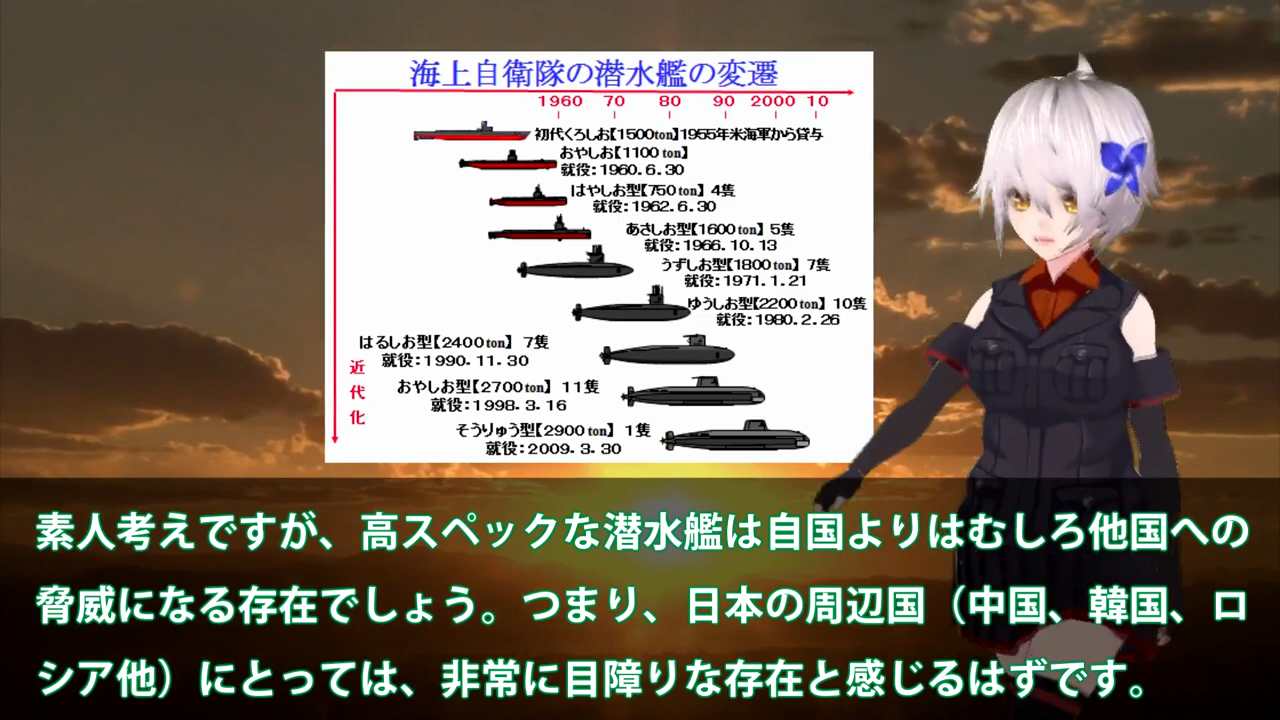 海上自衛隊の潜水艦の変遷
1960 70 80 90 2000 10
初代くろしお【1500ton】1955年米海軍から貸与
おやしお【1100 ton】
就役:1960.6.30
はやしお型【750ton】 4隻
就役:1962.6.30
あさしお型【1600ton】 5隻
就役:1966.10.13
うずしお型【1800ton】 7隻
就役:1971.1.21
ゆうしお型【2200ton】 10隻
就役:1980.2.26
はるしお型【2400ton】 7隻
就役:1990.11.30
おやしお型【2700ton】 11隻
就役:1998.3.16
そうりゅう型【2900ton】 1隻
就役:2009.3.30
近代化
素人考えですが、高スペックな潜水艦は自国よりはむしろ他国への
脅威になる存在でしょう。つまり、日本の周辺国（中国、韓国、ロ
シア他）にとっては、非常に目障りな存在と感じるはずです。